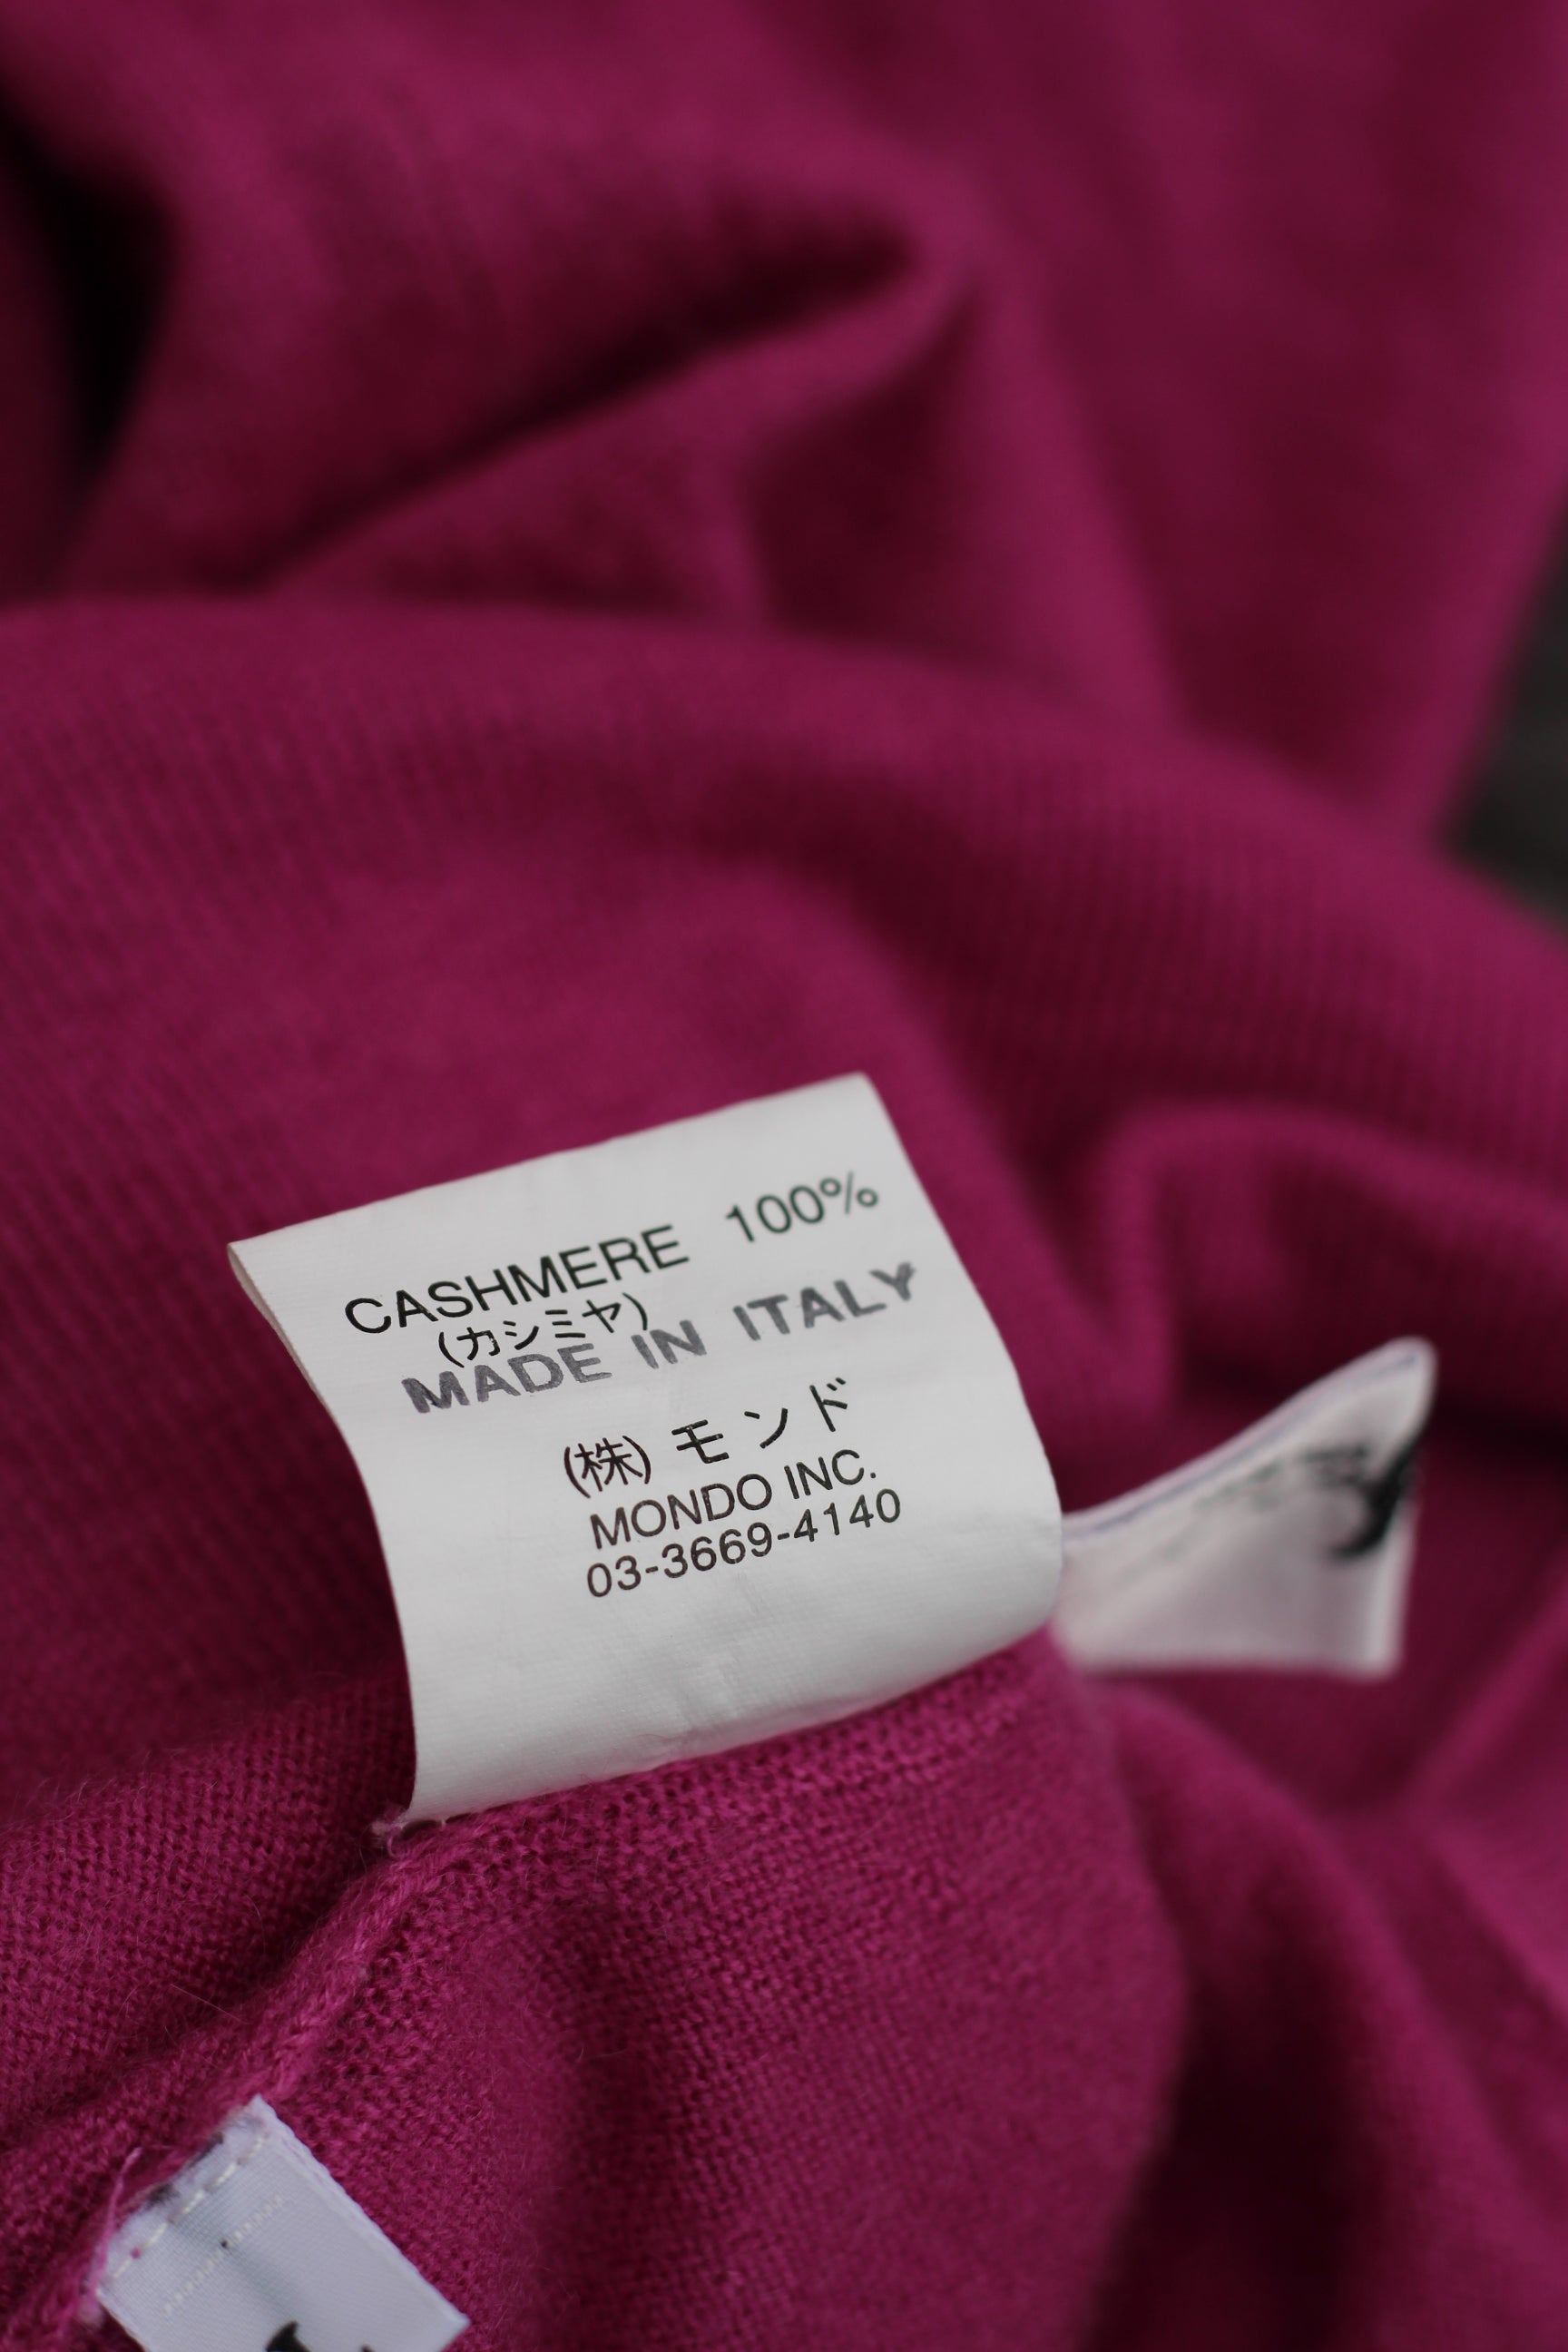 CASHMERE 100%
(カシミヤ)
MADE IN ITALY
(株) モンド
MONDO INC.
03-3669-4140